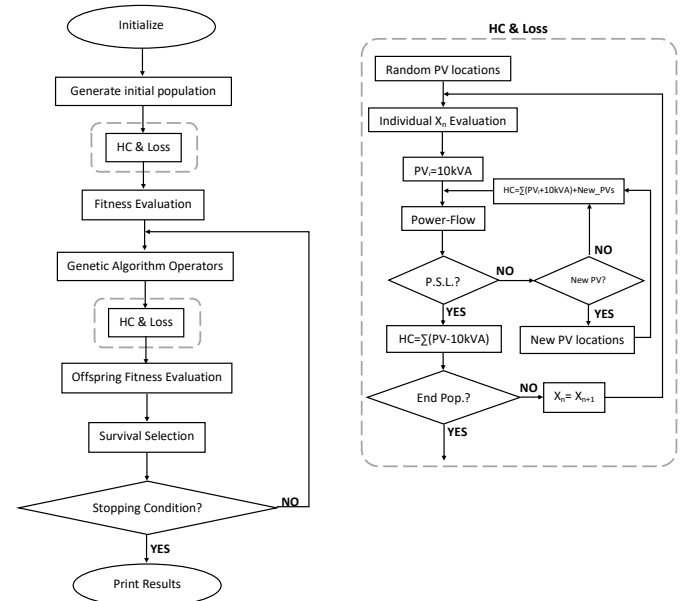 Initialize
Generate initial population
HC & Loss
Fitness Evaluation
Genetic Algorithm Operators
HC & Loss
Offspring Fitness Evaluation
Survival Selection
Stopping Condition?
NO
YES
Print Results
HC & Loss
Random PV locations
Individual Xₙ Evaluation
PVᵢ=10kVA
HC=∑(PVᵢ+10kVA)+New_PVs
Power-Flow
NO
P.S.L.?
NO
New PV?
YES
YES
HC=∑(PV-10kVA)
New PV locations
End Pop.?
NO
Xₙ= Xₙ₊₁
YES